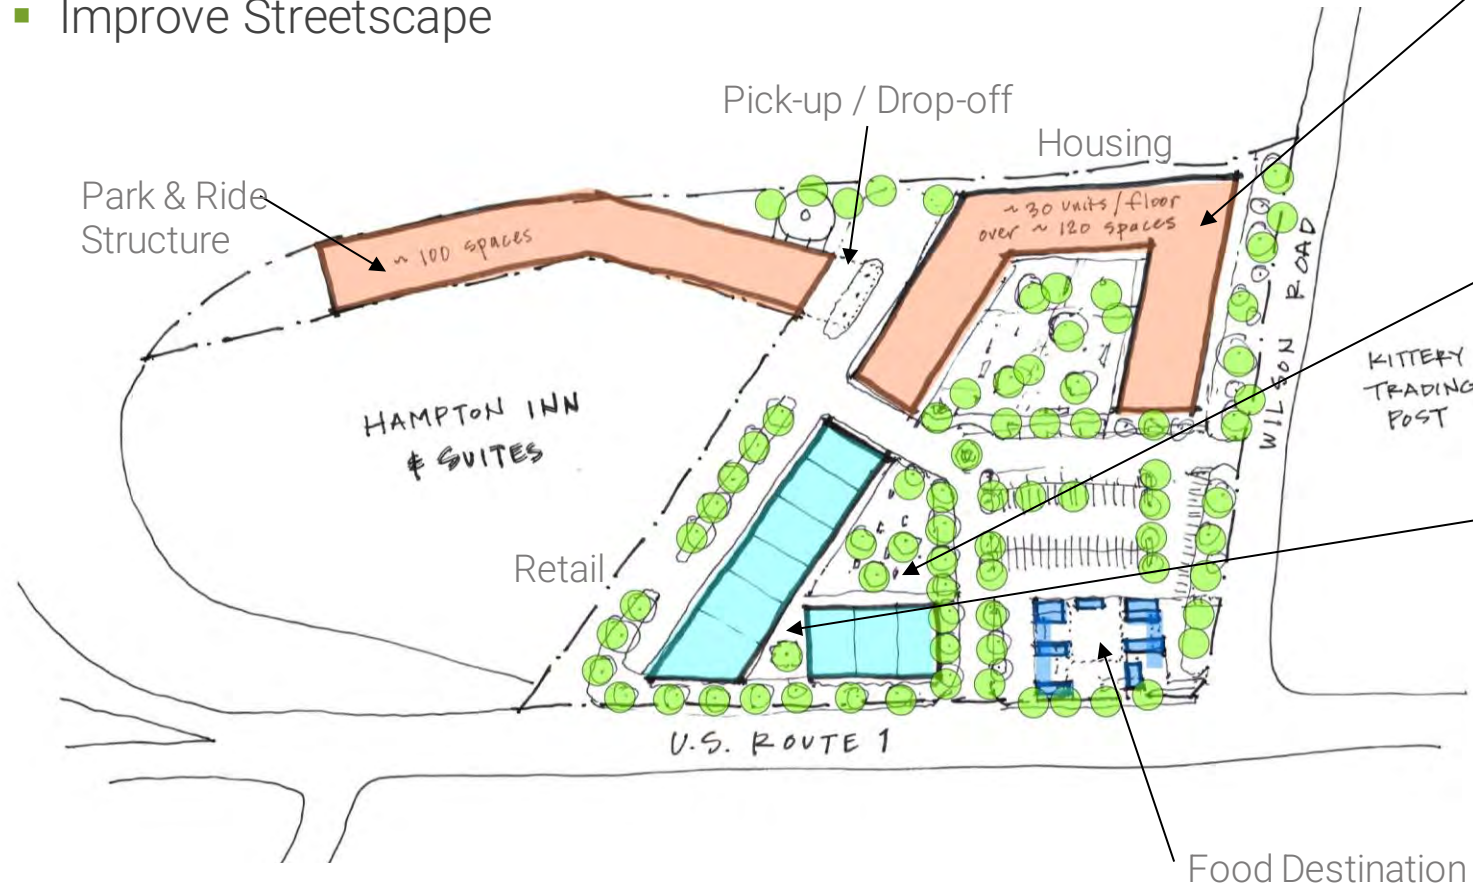 ▪ Improve Streetscape
Pick-up / Drop-off
Housing
Park & Ride
Structure
~ 30 units/floor
over ~ 120 spaces
~ 100 spaces
WILSON ROAD
KITTERY
TRADING
POST
HAMPTON INN
& SUITES
Retail
U.S. ROUTE 1
Food Destination